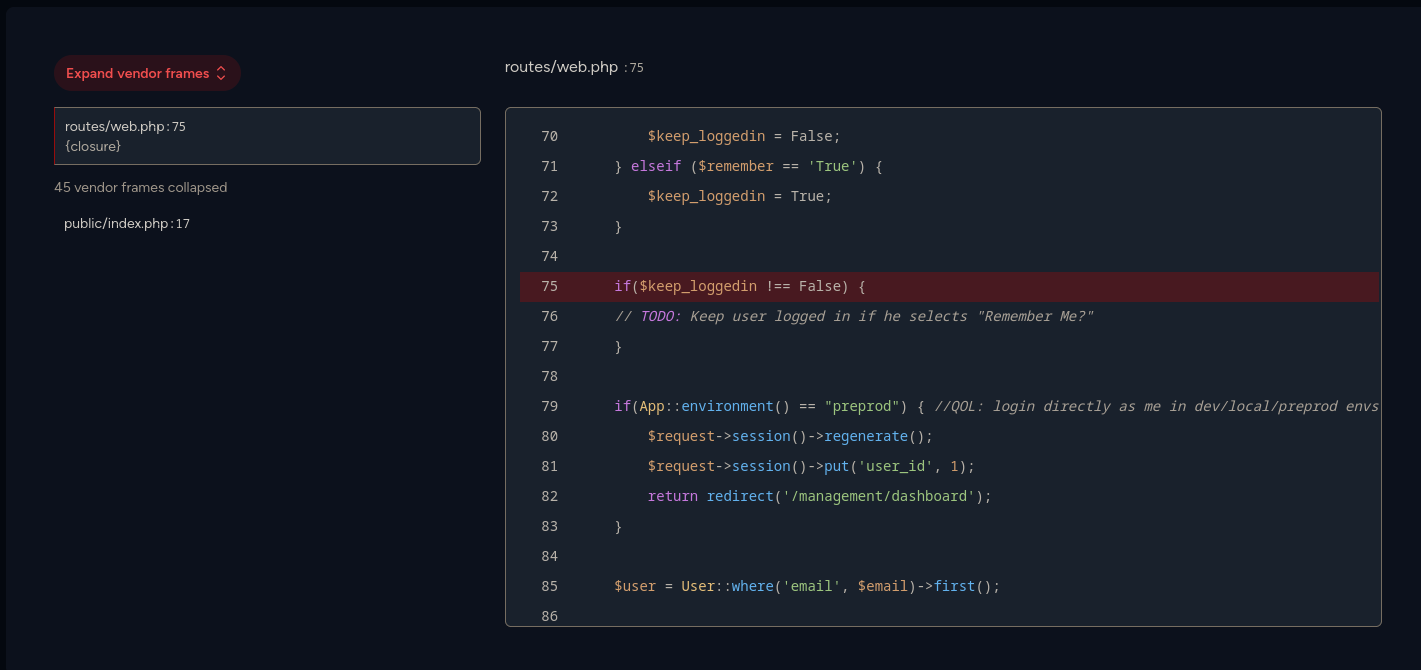 Expand vendor frames
routes/web.php:75
{closure}
45 vendor frames collapsed
public/index.php:17
routes/web.php :75
70         $keep_loggedin = False;
71     } elseif ($remember == 'True') {
72         $keep_loggedin = True;
73     }
74
75     if($keep_loggedin !== False) {
76     // TODO: Keep user logged in if he selects "Remember Me?"
77     }
78
79     if(App::environment() == "preprod") { //QOL: login directly as me in dev/local/preprod envs
80         $request->session()->regenerate();
81         $request->session()->put('user_id', 1);
82         return redirect('/management/dashboard');
83     }
84
85     $user = User::where('email', $email)->first();
86